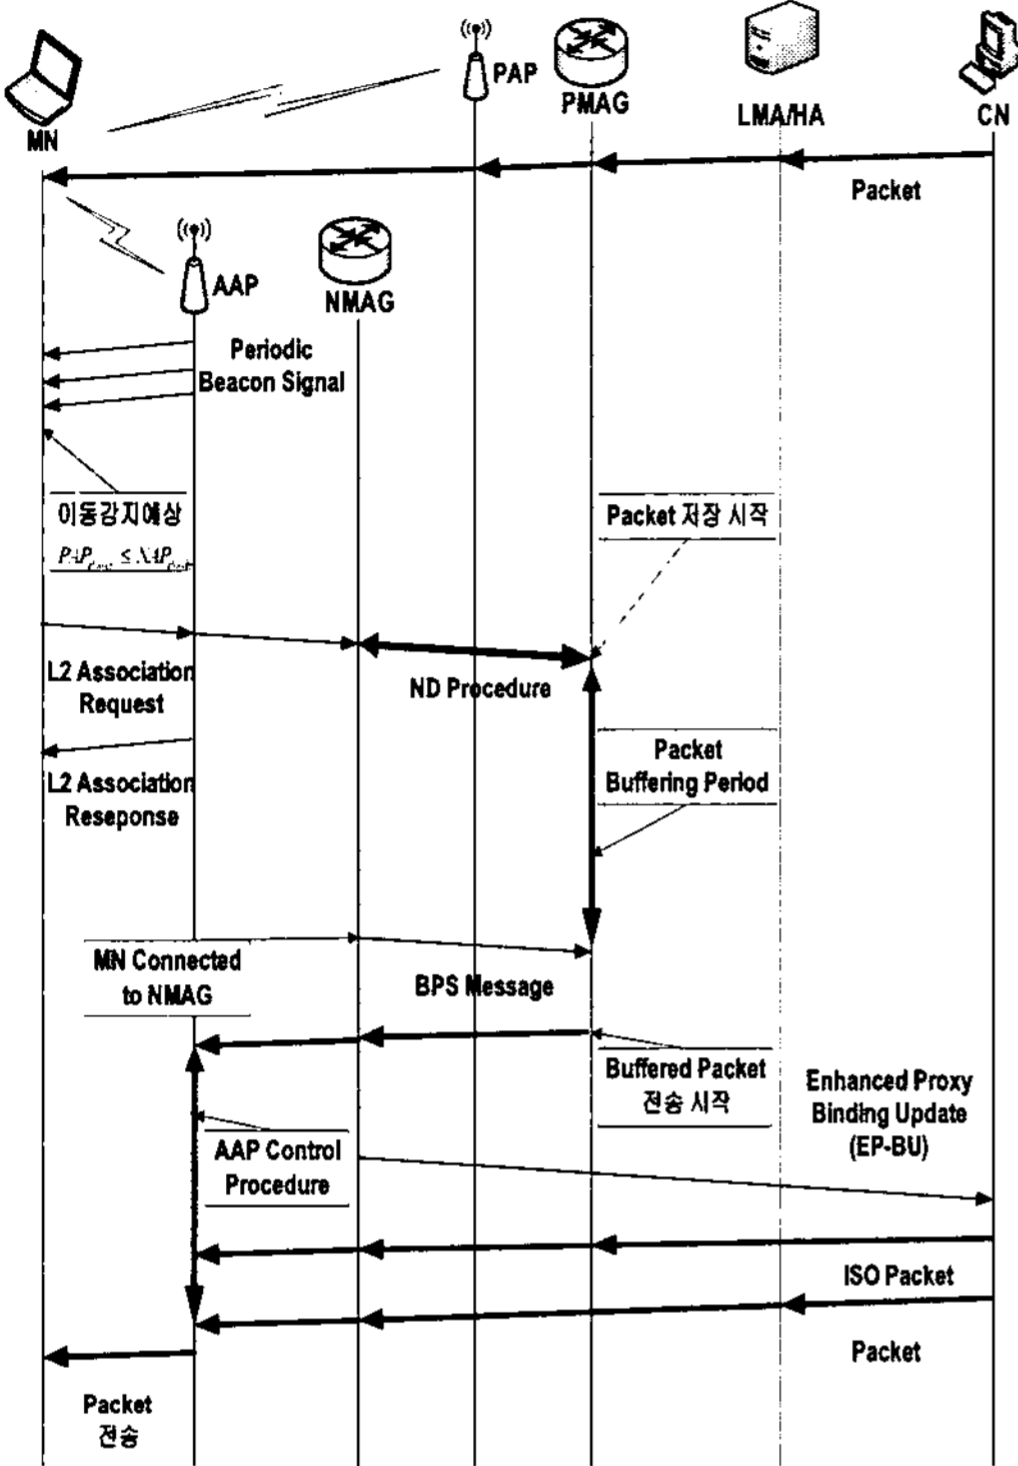 PAP
PMAG
LMA/HA
CN
MN
Packet
AAP
NMAG
Periodic
Beacon Signal
이동감지예상
Packet 저장 시작
L2 Association
Request
ND Procedure
Packet
Buffering Period
L2 Association
Reseponse
MN Connected
to NMAG
BPS Message
Buffered Packet
전송 시작
Enhanced Proxy
Binding Update
(EP-BU)
AAP Control
Procedure
ISO Packet
Packet
Packet
전송